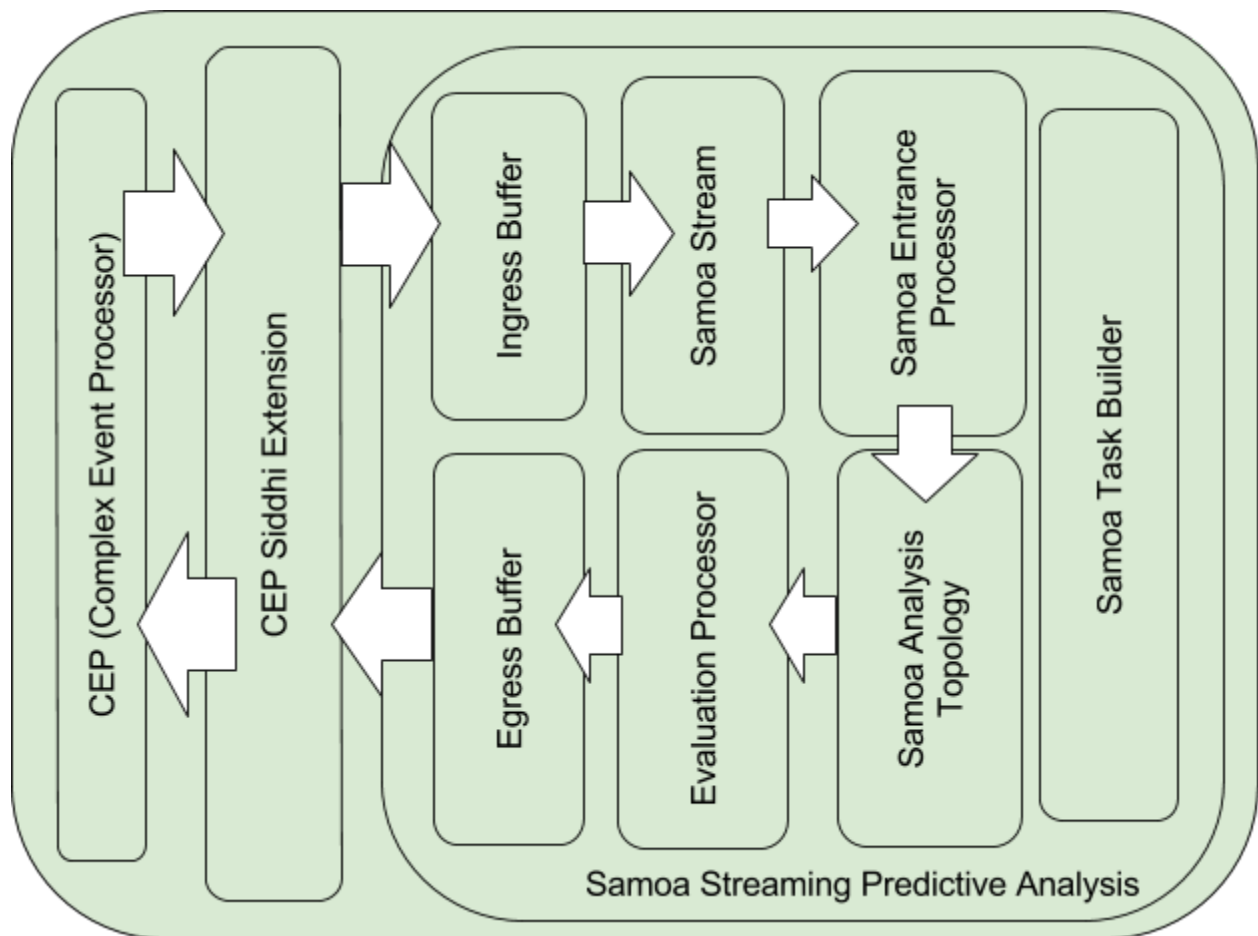 CEP (Complex Event Processor)
CEP Siddhi Extension
Ingress Buffer
Samoa Stream
Samoa Entrance
Processor
Egress Buffer
Evaluation Processor
Samoa Analysis
Topology
Samoa Task Builder
Samoa Streaming Predictive Analysis